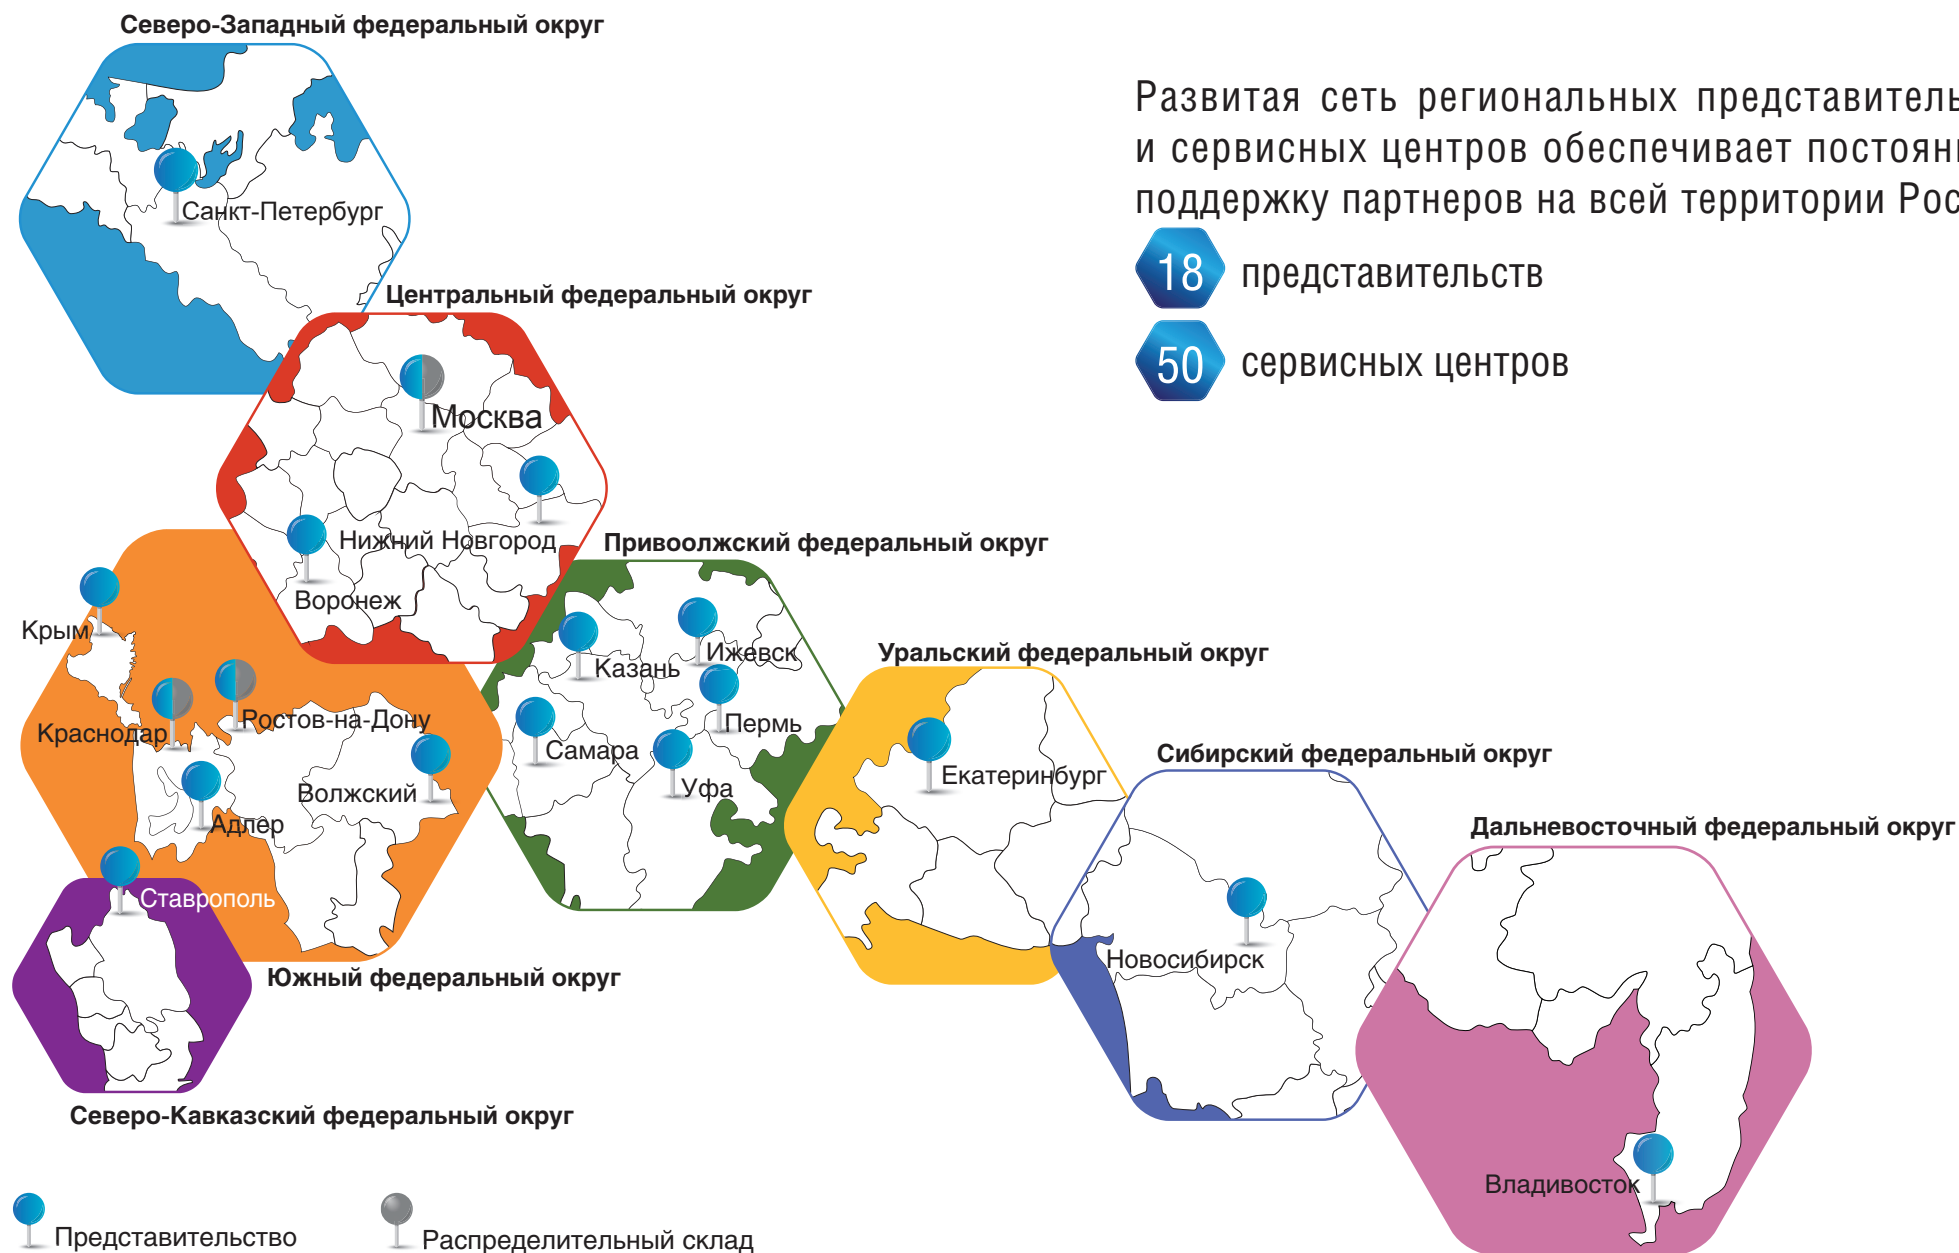 Северо-Западный федеральный округ
Развитая сеть региональных представитель
и сервисных центров обеспечивает постоян
поддержку партнеров на всей территории Рос
18 представительств
50 сервисных центров
Санкт-Петербург
Центральный федеральный округ
Москва
Нижний Новгород
Воронеж
Привоолжский федеральный округ
Казань
Ижевск
Пермь
Самара
Уфа
Крым
Краснодар
Ростов-на-Дону
Волжский
Адлер
Ставрополь
Южный федеральный округ
Северо-Кавказский федеральный округ
Уральский федеральный округ
Екатеринбург
Сибирский федеральный округ
Новосибирск
Дальневосточный федеральный округ
Владивосток
Представительство
Распределительный склад